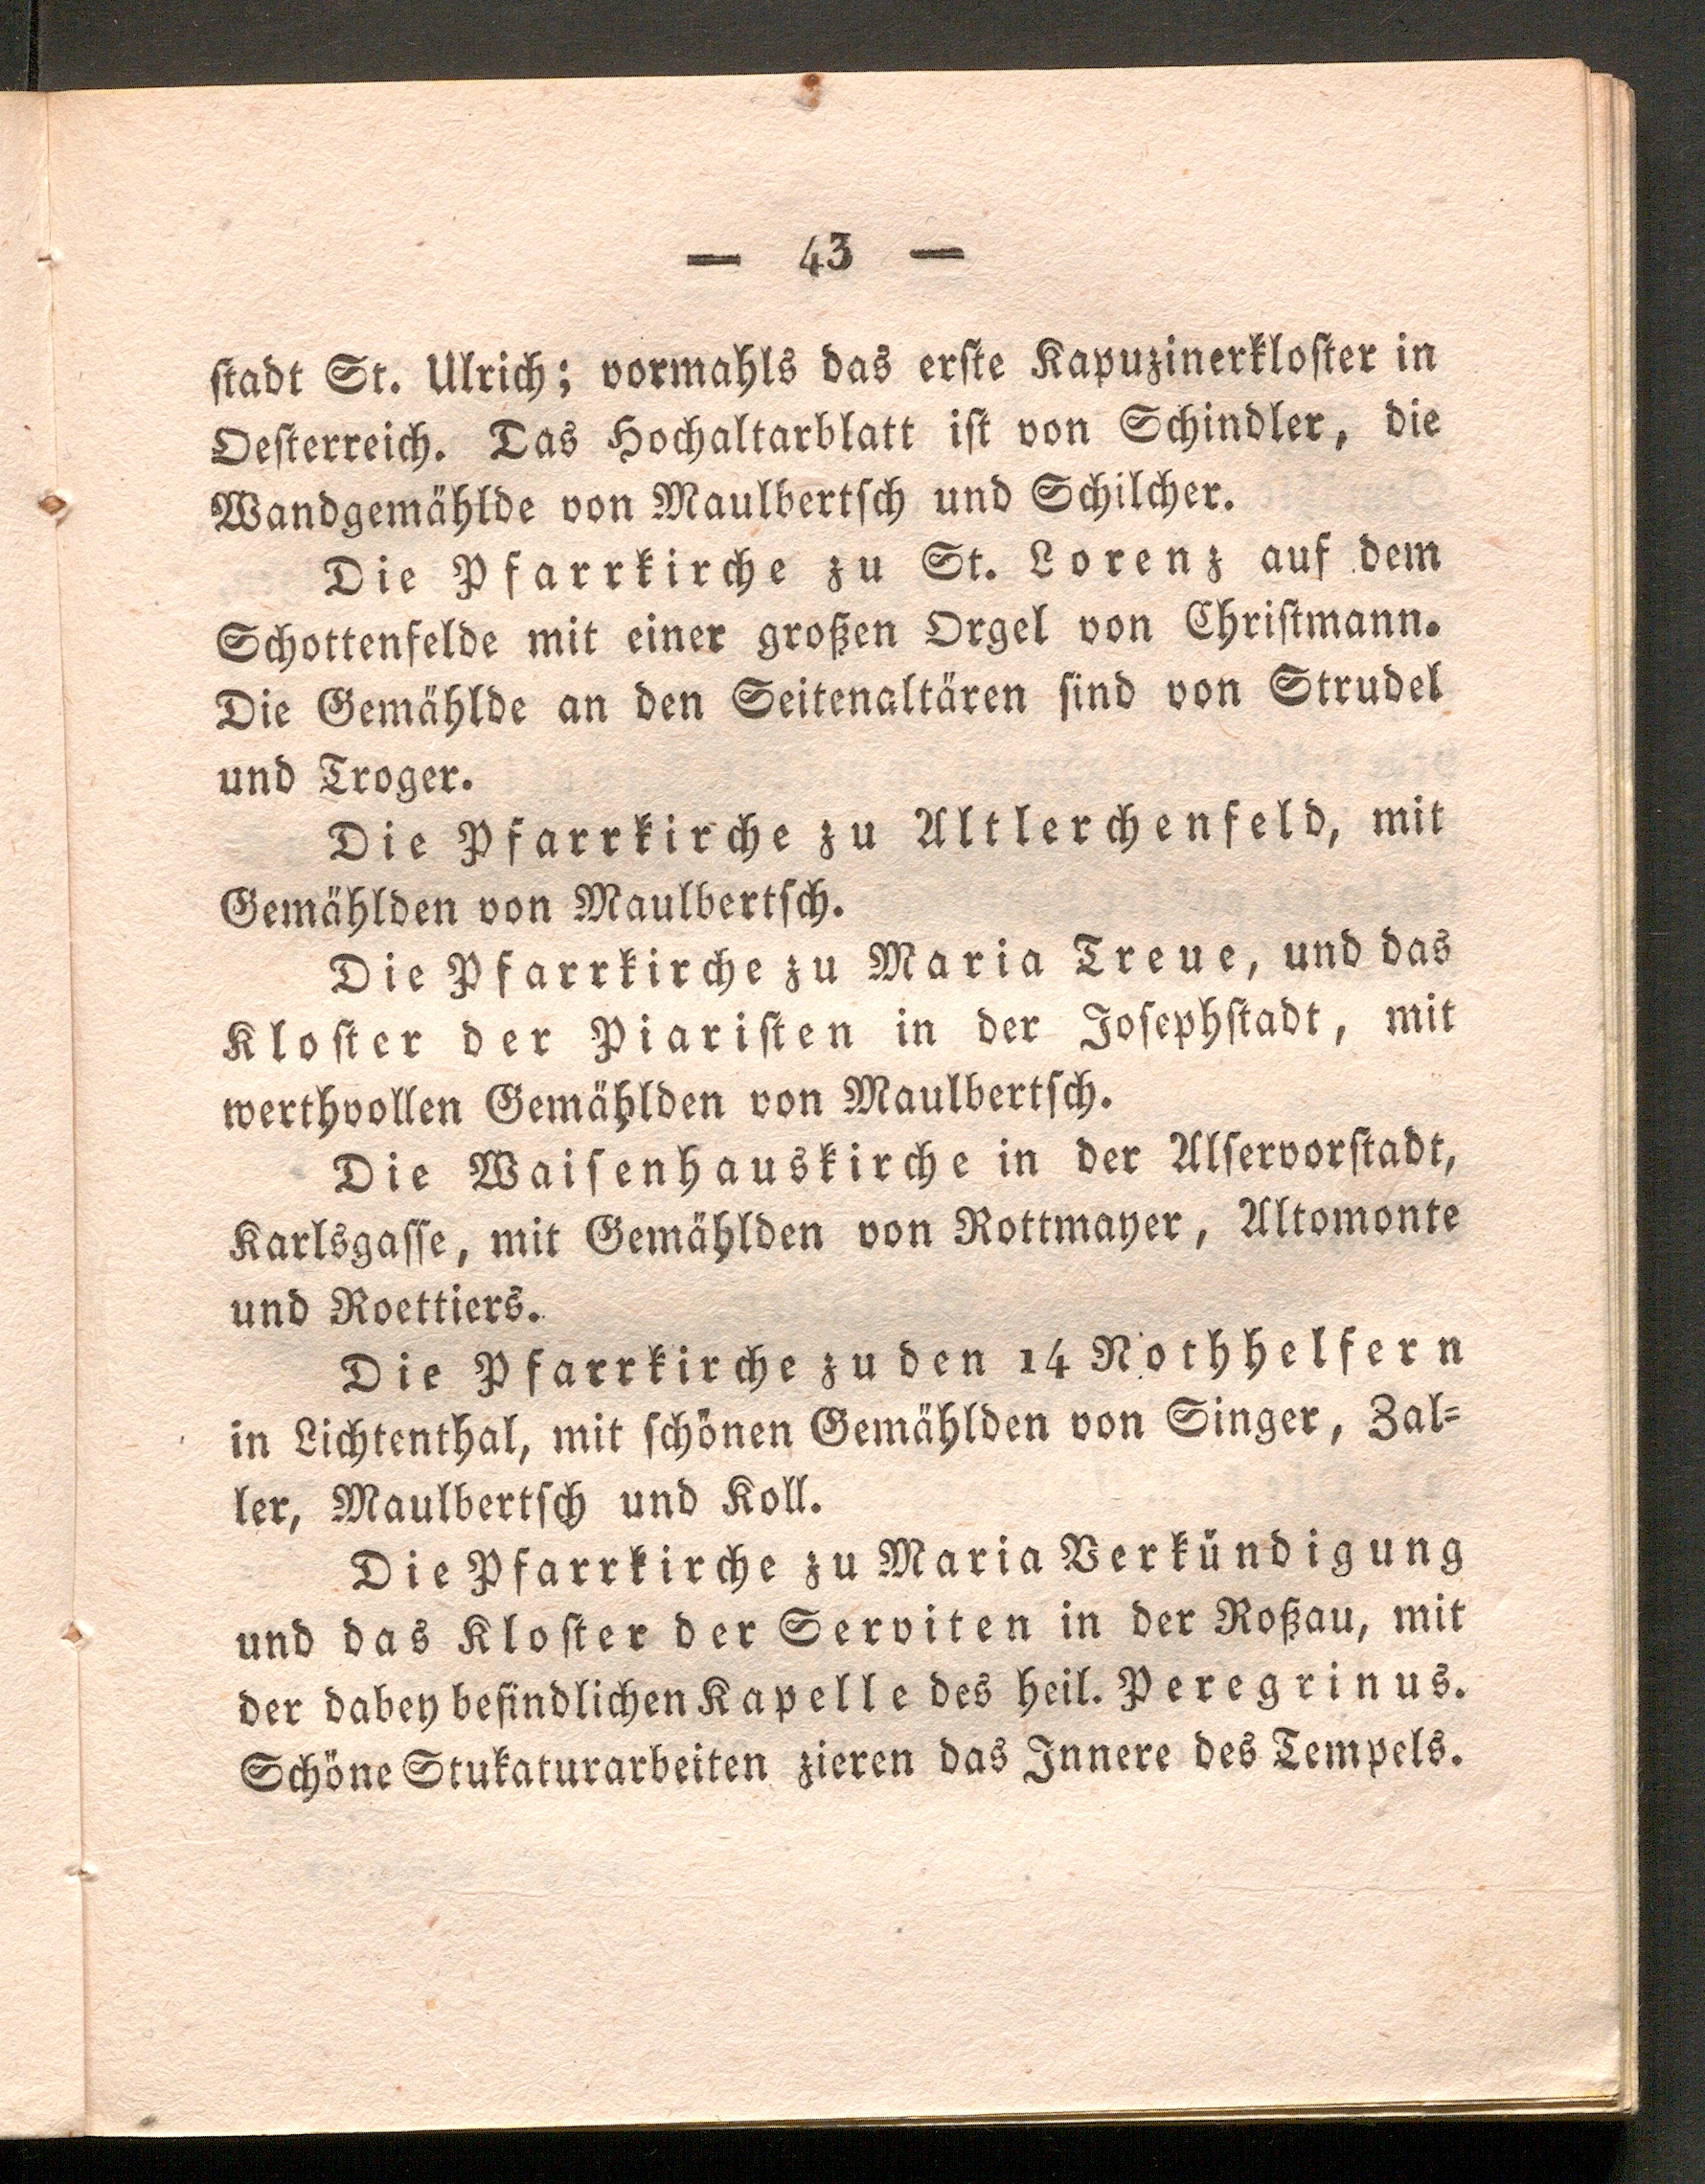 — 43 —
ſtadt St. Ulrich; vormahls das erſte Kapuzinerkloſter in
Oeſterreich. Das Hochaltarblatt iſt von Schindler, die
Wandgemählde von Maulbertſch und Schilcher.
Die Pfarrkirche zu St. Lorenz auf dem
Schottenfelde mit einer großen Orgel von Chriſtmann.
Die Gemählde an den Seitenaltären ſind von Strudel
und Troger.
Die Pfarrkirche zu Altlerchenfeld, mit
Gemählden von Maulbertſch.
Die Pfarrkirche zu Maria Treue, und das
Kloſter der Piariſten in der Joſephſtadt, mit
werthvollen Gemählden von Maulbertſch.
Die Waiſenhauskirche in der Alſervorſtadt,
Karlsgaſſe, mit Gemählden von Rottmayer, Altomonte
und Roettiers.
Die Pfarrkirche zu den 14 Nothhelfern
in Lichtenthal, mit ſchönen Gemählden von Singer, Zal⸗
ler, Maulbertſch und Koll.
Die Pfarrkirche zu Maria Verkündigung
und das Kloſter der Serviten in der Roßau, mit
der dabey beſindlichen Kapelle des heil. Peregrinus.
Schöne Stukaturarbeiten zieren das Innere des Tempels.